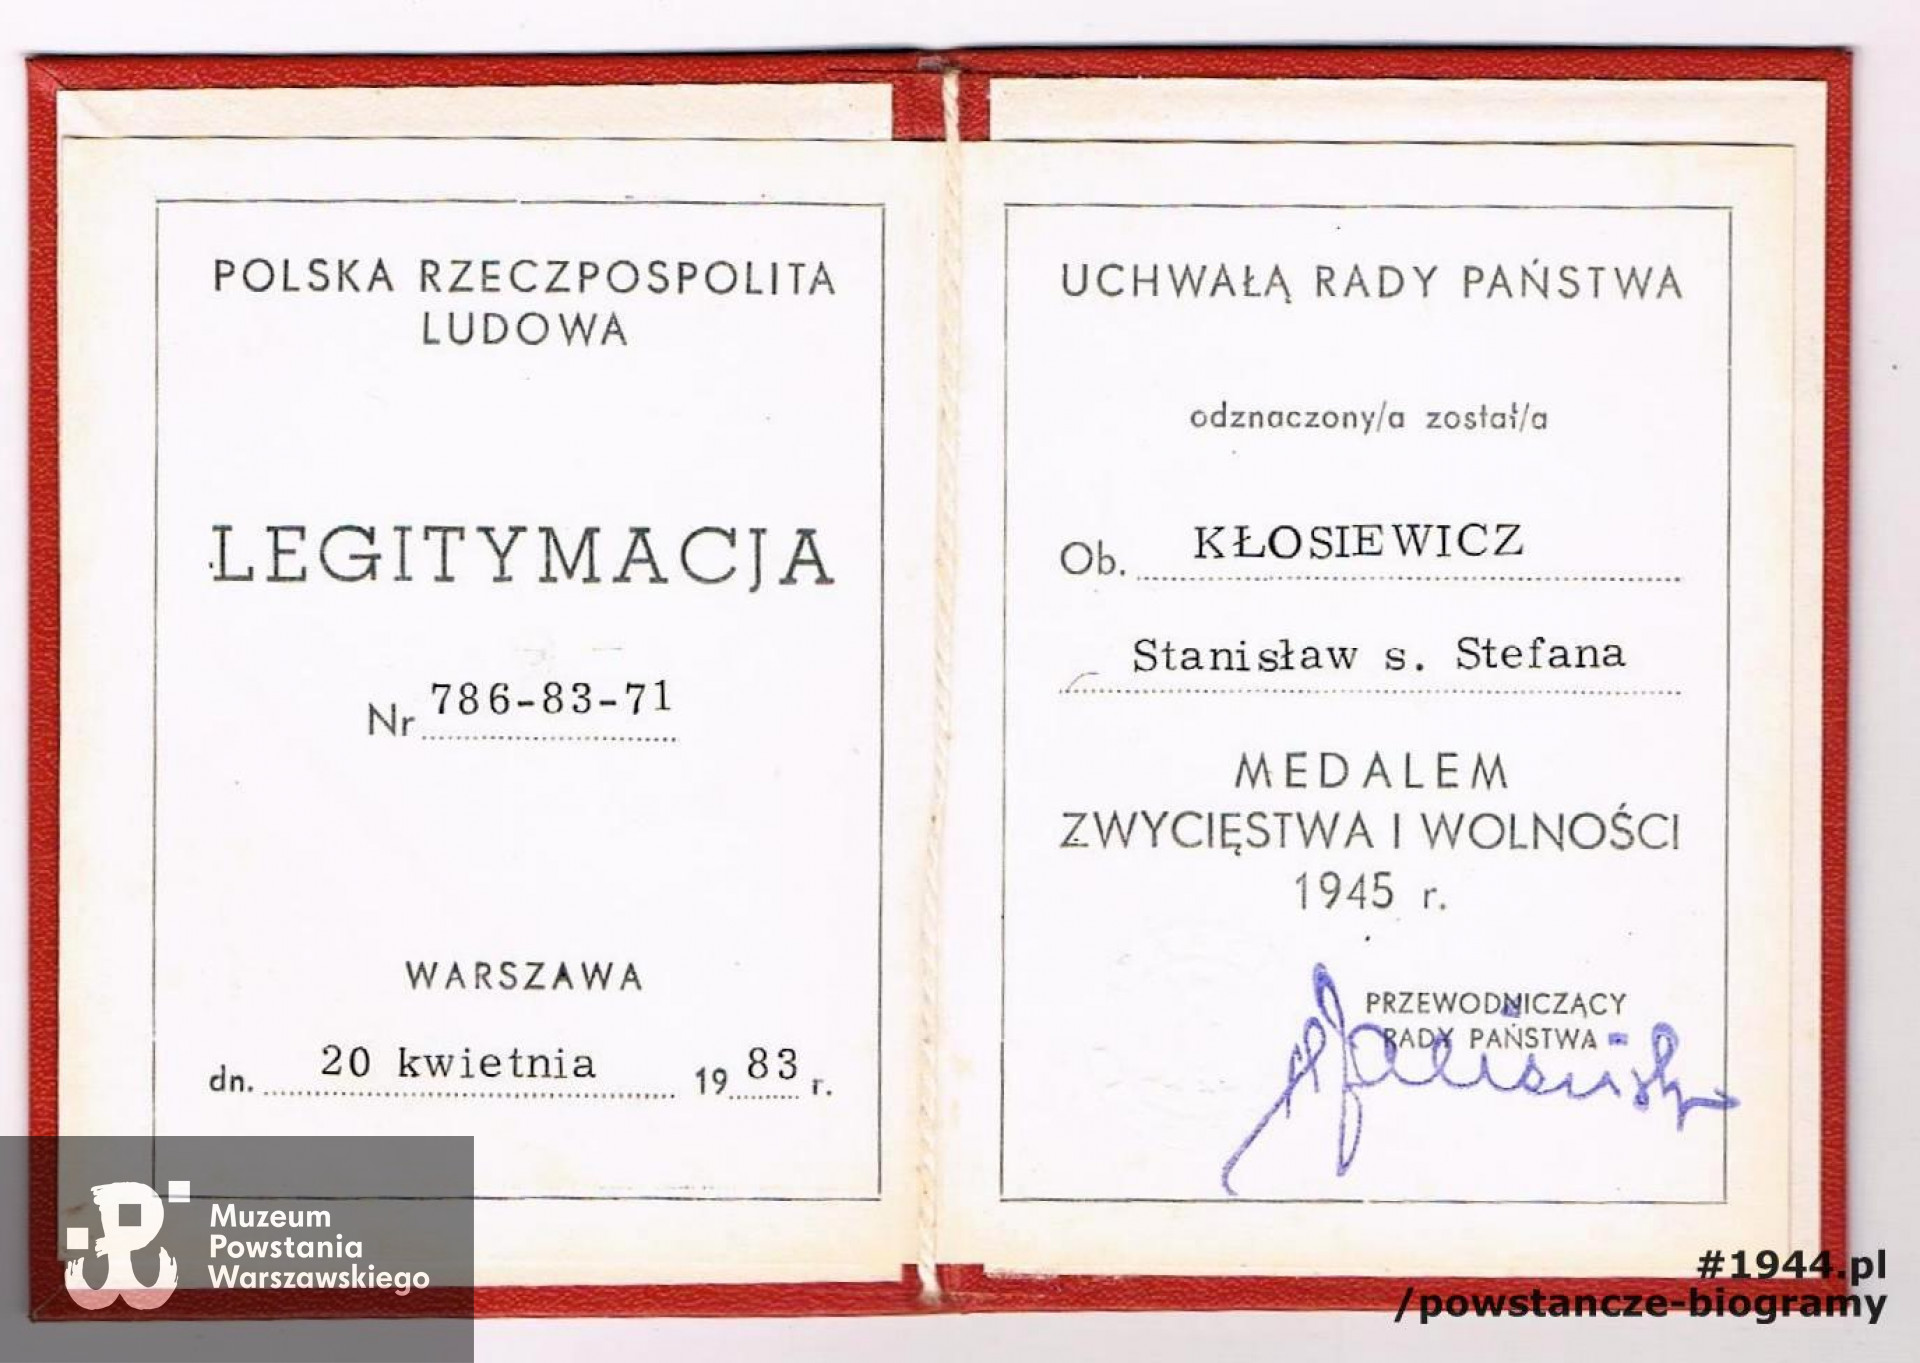 POLSKA RZECZPOSPOLITA
LUDOWA
LEGITYMACJA
Nr 786-83-71
WARSZAWA
dn. 20 kwietnia 1983 r.
UCHWAŁĄ RADY PAŃSTWA
odznaczony/a został/a
Ob. KŁOSIEWICZ
Stanisław s. Stefana
MEDALEM
ZWYCIĘSTWA I WOLNOŚCI
1945 r.
PRZEWODNICZĄCY
RADY PAŃSTWA
Muzeum
Powstania
Warszawskiego
#1944.pl
/powstancze-biogramy